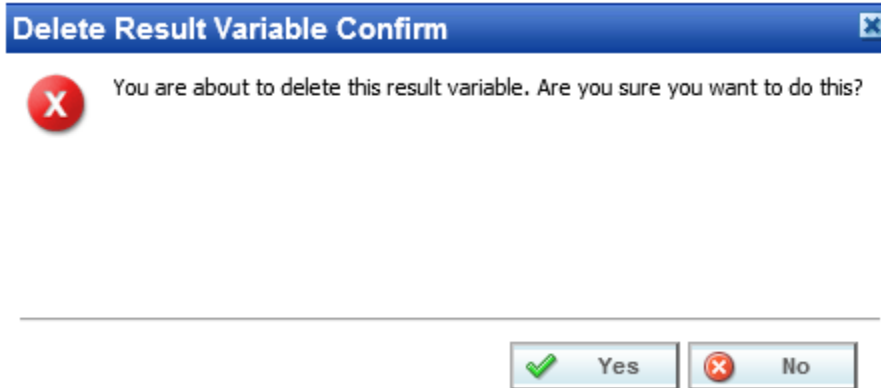 Delete Result Variable Confirm
You are about to delete this result variable. Are you sure you want to do this?
Yes
No